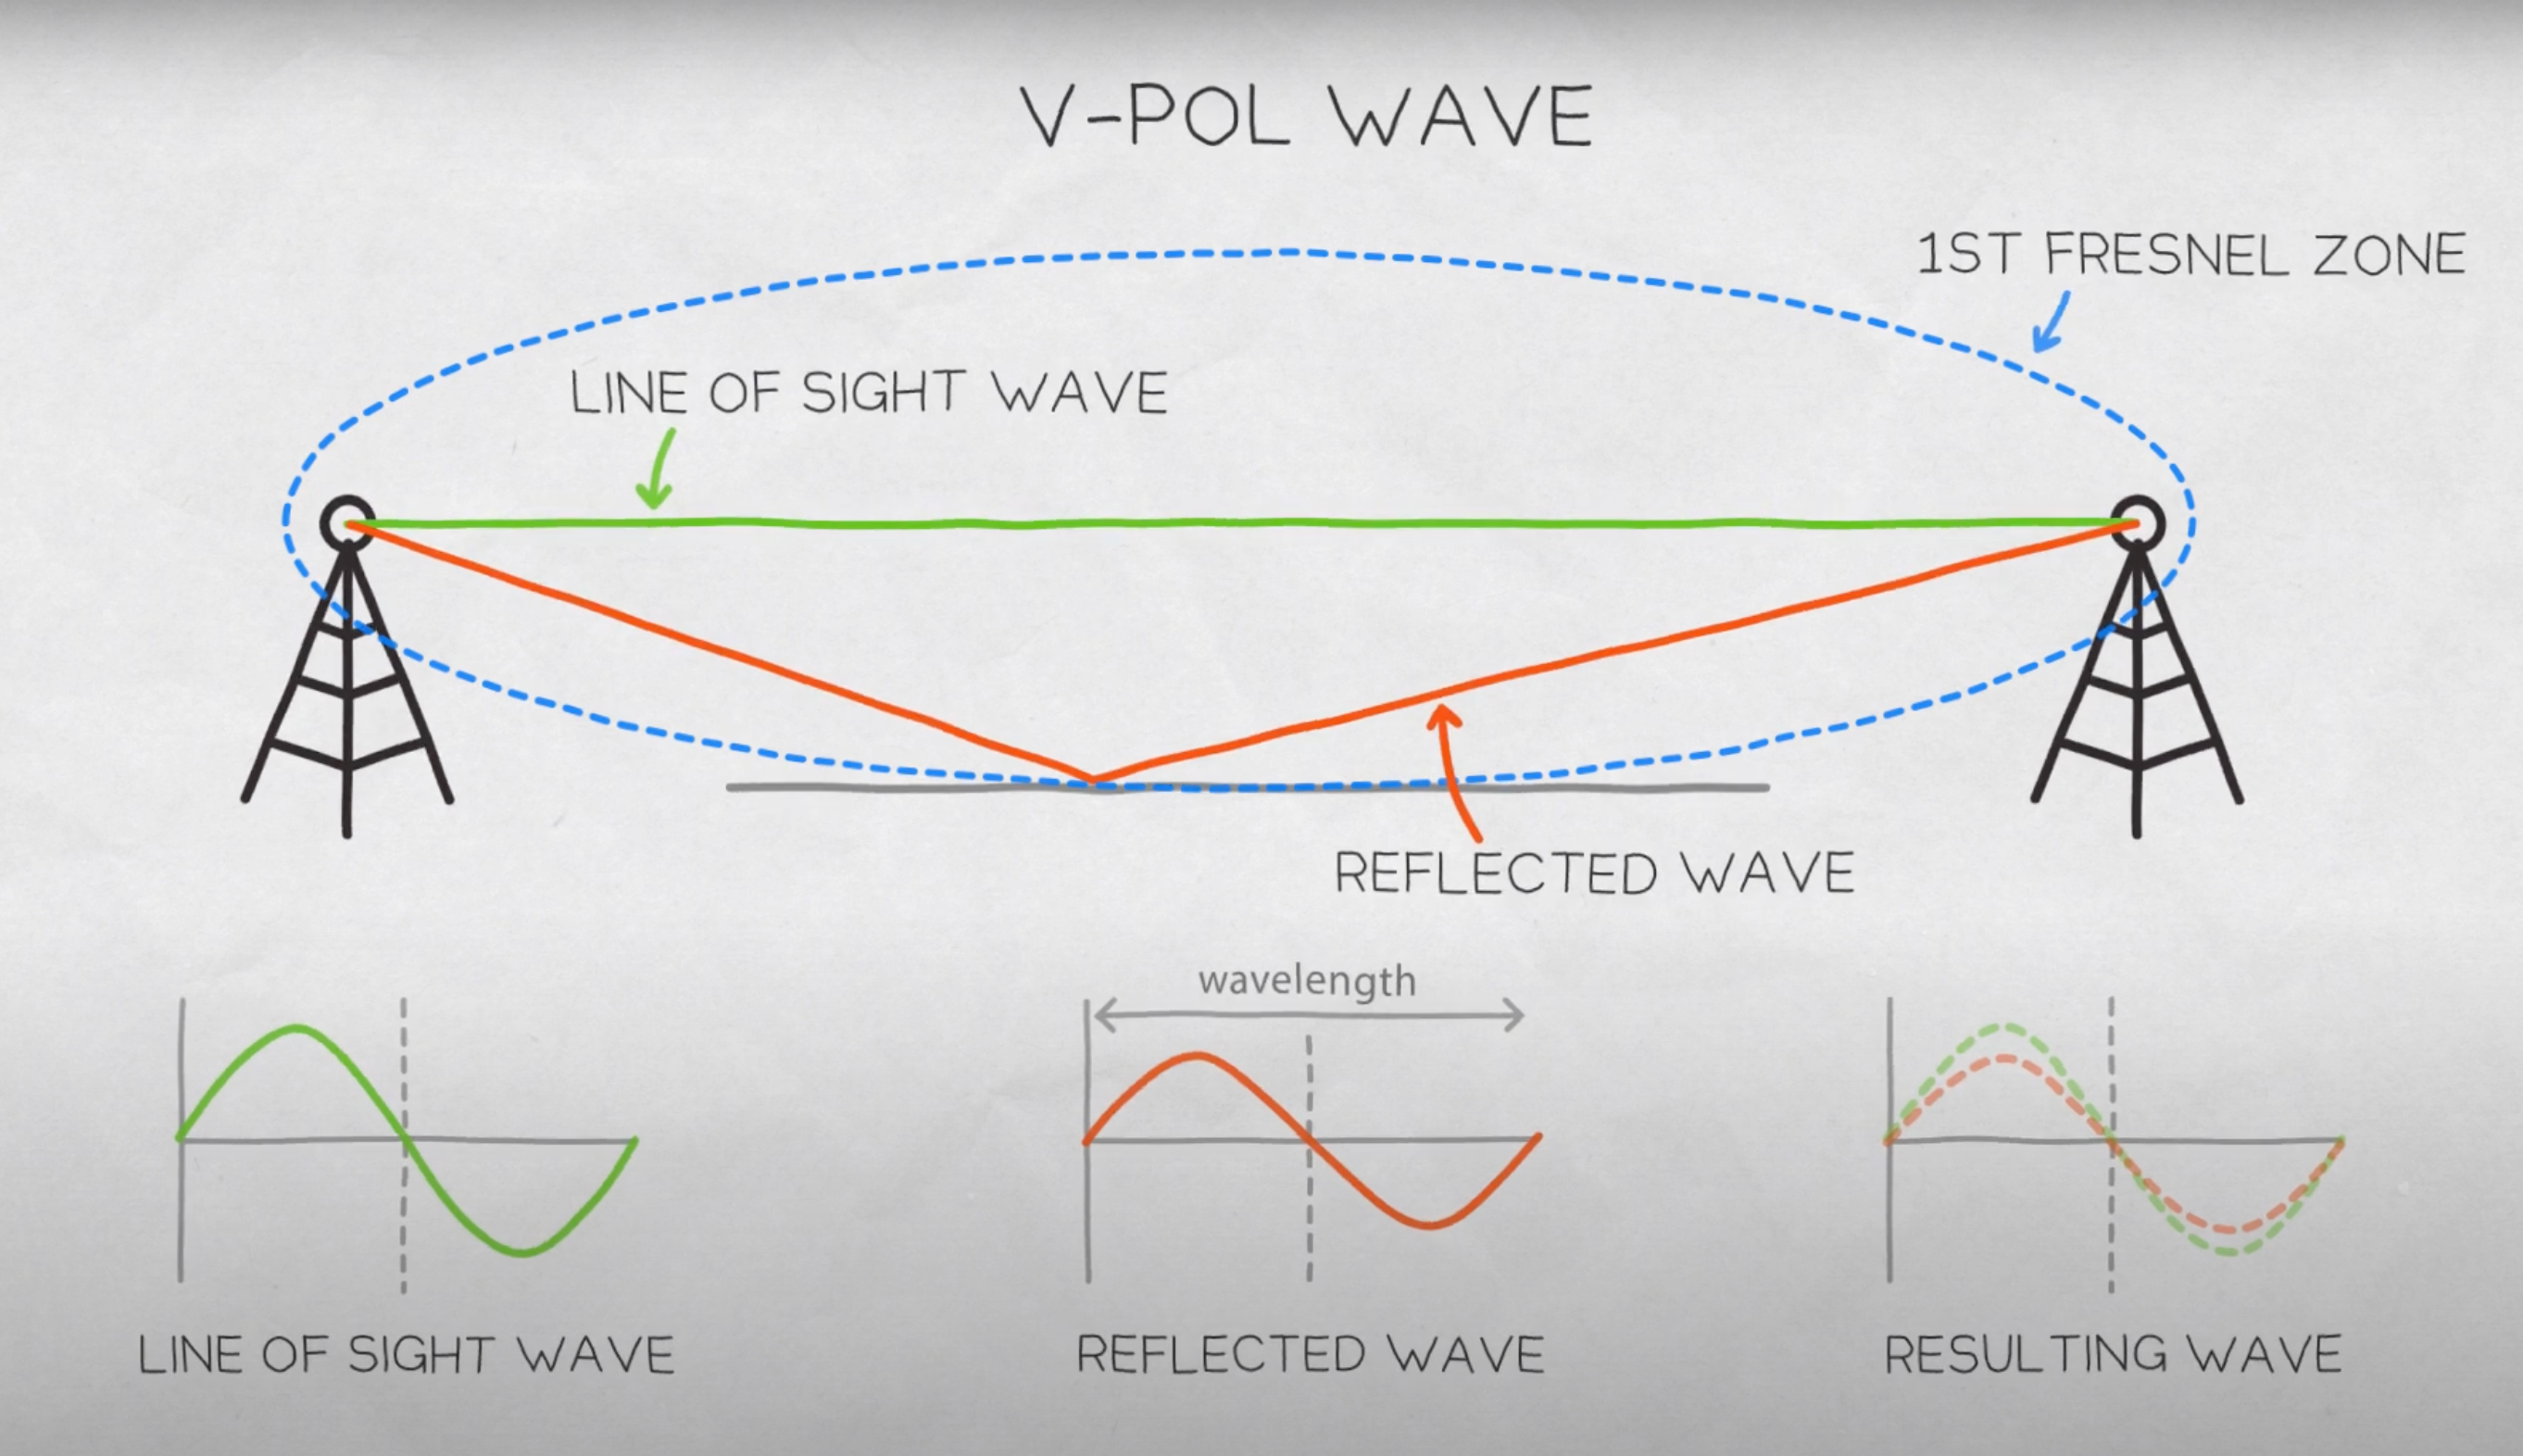 V-POL WAVE
1ST FRESNEL ZONE
LINE OF SIGHT WAVE
REFLECTED WAVE
wavelength
LINE OF SIGHT WAVE
REFLECTED WAVE
RESULTING WAVE